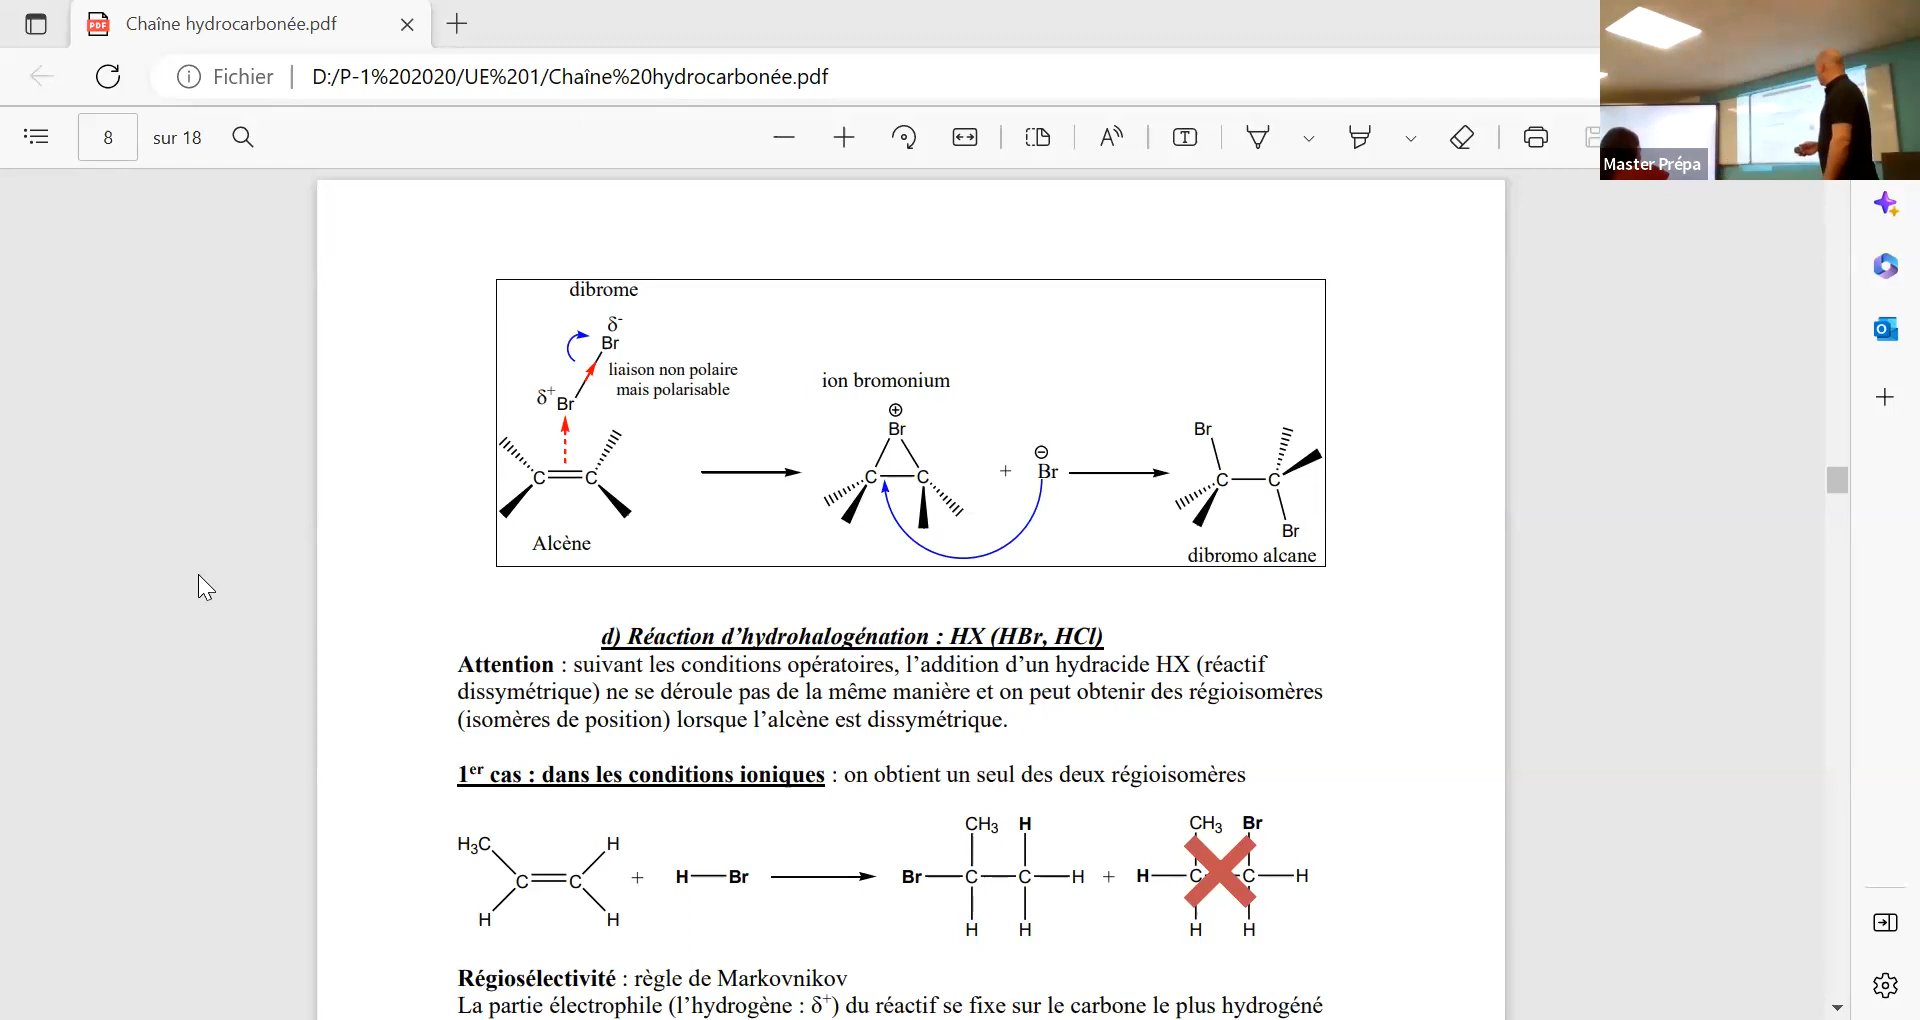 Chaîne hydrocarbonée.pdf
Fichier
D:/P-1%202020/UE%201/Chaîne%20hydrocarbonée.pdf
8
sur 18
Master Prépa
dibrome
δ-
Br
liaison non polaire
mais polarisable
δ+ Br
C C
Alcène
ion bromonium
Br
C C
+
Br
Br
C C
Br
dibromo alcane
d) Réaction d’hydrohalogénation : HX (HBr, HCl)
Attention : suivant les conditions opératoires, l’addition d’un hydracide HX (réactif
dissymétrique) ne se déroule pas de la même manière et on peut obtenir des régioisomères
(isomères de position) lorsque l’alcène est dissymétrique.
1er cas : dans les conditions ioniques : on obtient un seul des deux régioisomères
H3C H CH3 H CH3 Br
C C + H Br Br C C H + H C C H
H H H H H H
Régiosélectivité : règle de Markovnikov
La partie électrophile (l’hydrogène : δ+) du réactif se fixe sur le carbone le plus hydrogéné